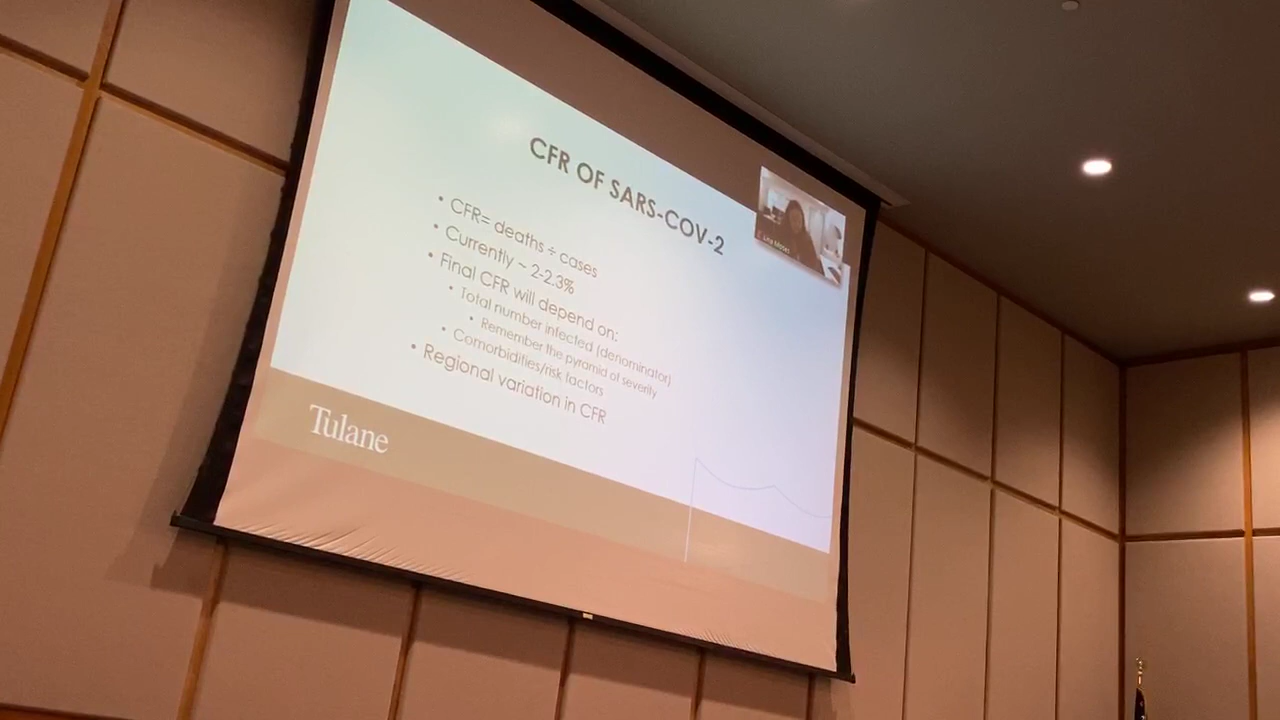 CFR OF SARS-COV-2
• CFR= deaths ÷ cases
• Currently ~ 2-2.3%
• Final CFR will depend on:
• Total number infected (denominator)
• Remember the pyramid of severity
• Comorbidities/risk factors
• Regional variation in CFR
Tulane